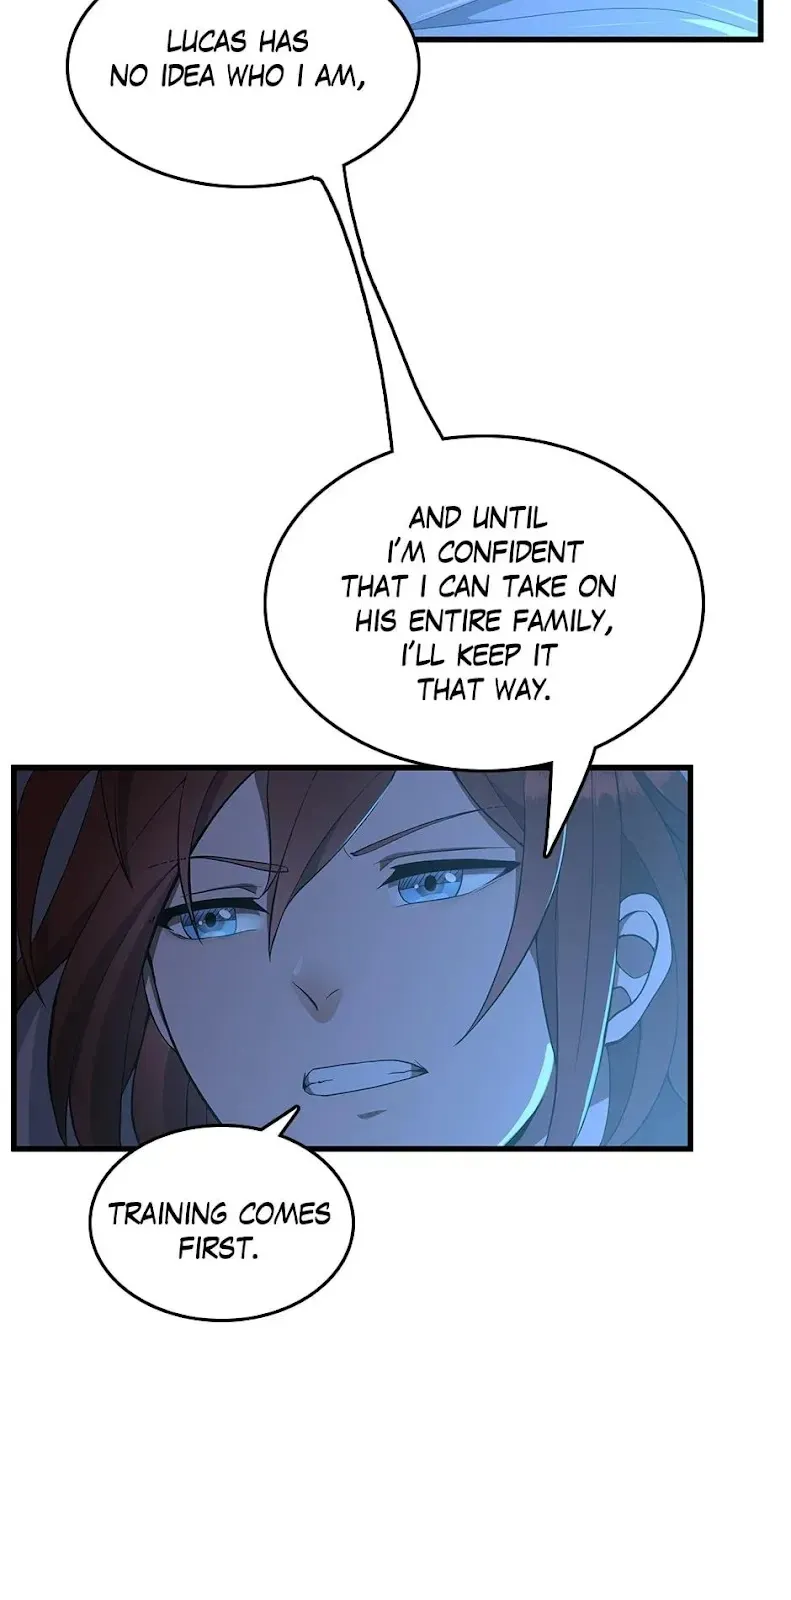 LUCAS HAS
NO IDEA WHO I AM,
AND UNTIL
I'M CONFIDENT
THAT I CAN TAKE ON
HIS ENTIRE FAMILY,
I'LL KEEP IT
THAT WAY.
TRAINING COMES
FIRST.